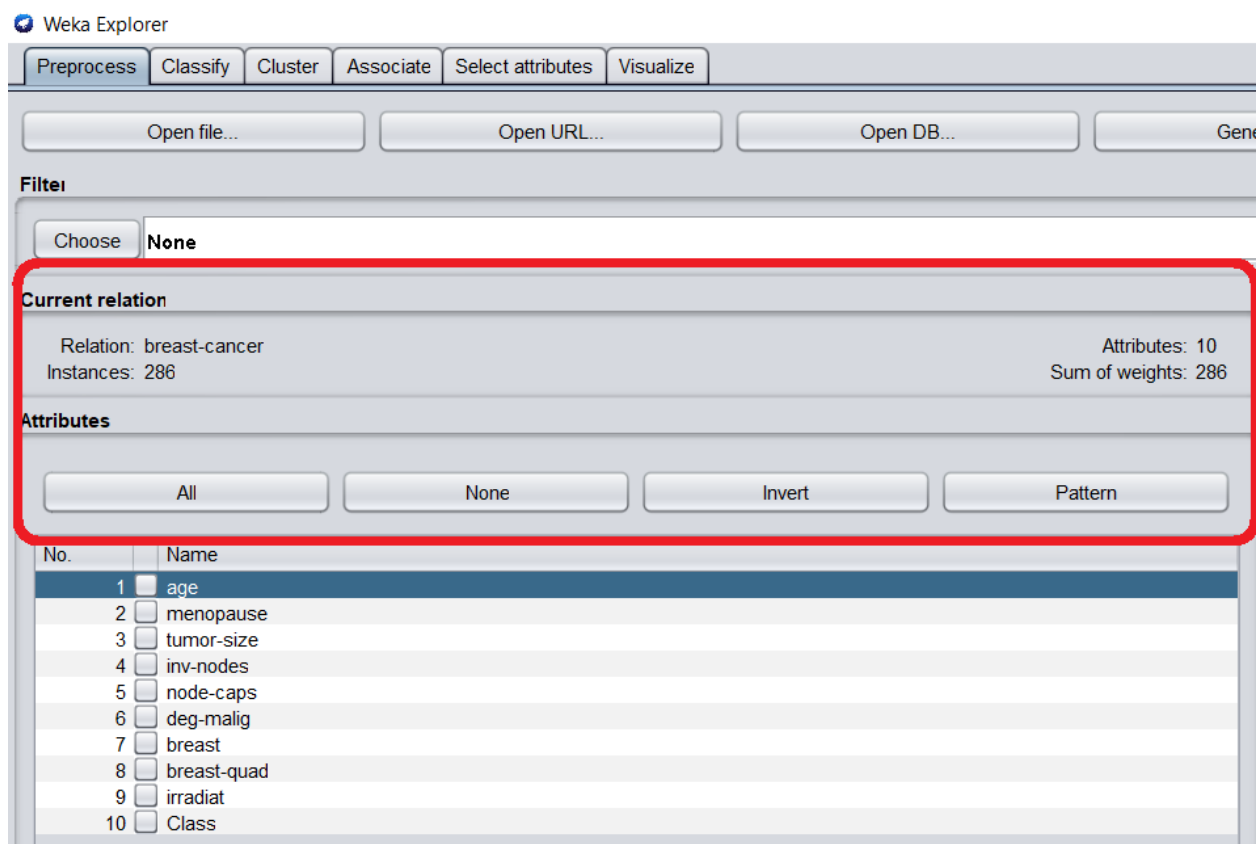 Weka Explorer
Preprocess Classify Cluster Associate Select attributes Visualize
Open file... Open URL... Open DB... Gene
Filter
Choose None
Current relation
Relation: breast-cancer Attributes: 10
Instances: 286 Sum of weights: 286
Attributes
All None Invert Pattern
No. Name
1 age
2 menopause
3 tumor-size
4 inv-nodes
5 node-caps
6 deg-malig
7 breast
8 breast-quad
9 irradiat
10 Class